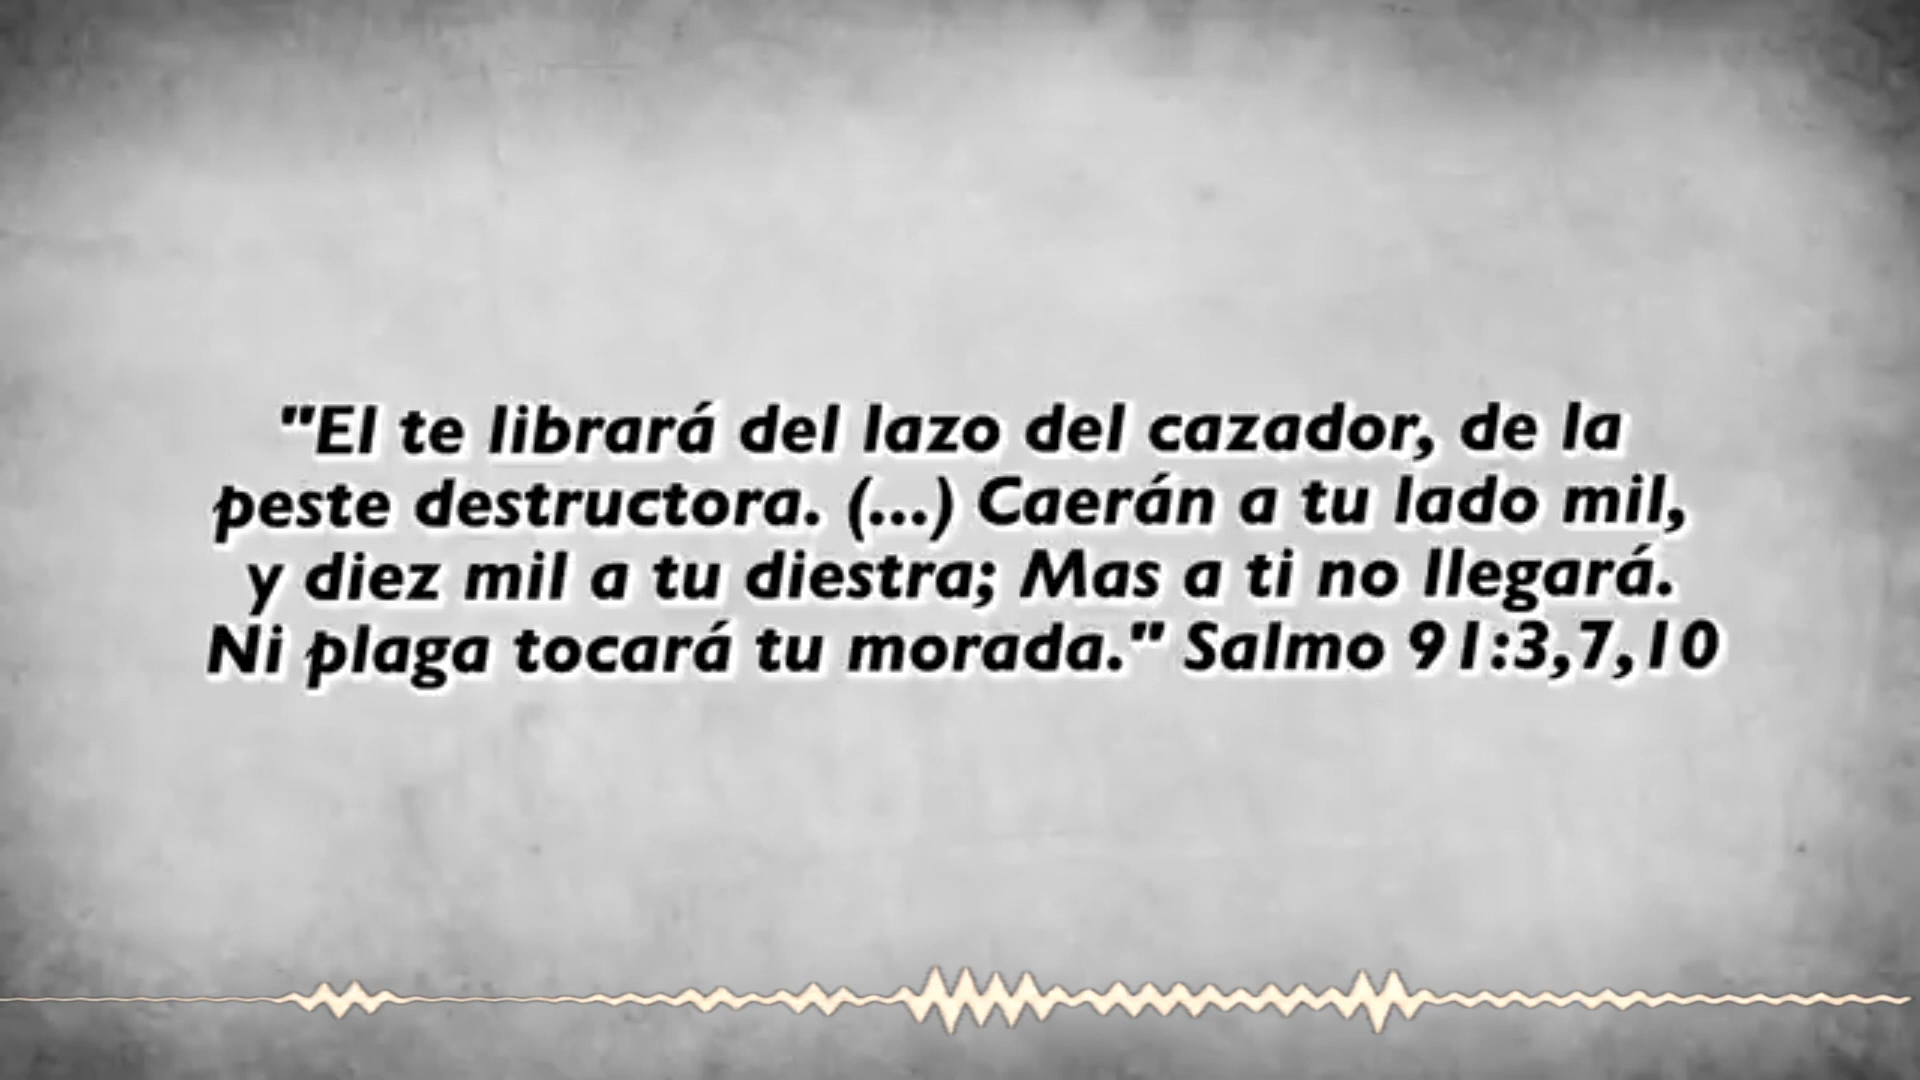 "El te librará del lazo del cazador, de la
peste destructora. (...) Caerán a tu lado mil,
y diez mil a tu diestra; Mas a ti no llegará.
Ni plaga tocará tu morada." Salmo 91:3,7,10